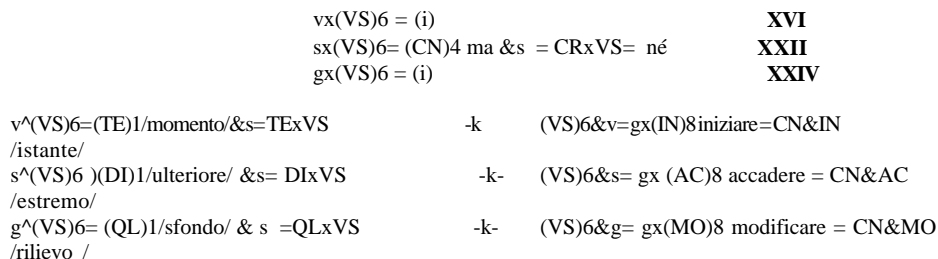 vx(VS)6 = (i) XVI
sx(VS)6= (CN)4 ma &s = CRxVS= né XXII
gx(VS)6 = (i) XXIV
v^(VS)6=(TE)1/momento/&s=TExVS -k (VS)6&v=gx(IN)8iniziare=CN&IN
/istante/
s^(VS)6 )(DI)1/ulteriore/ &s= DIxVS -k- (VS)6&s= gx (AC)8 accadere = CN&AC
/estremo/
g^(VS)6= (QL)1/sfondo/ & s =QLxVS -k- (VS)6&g= gx(MO)8 modificare = CN&MO
/rilievo /